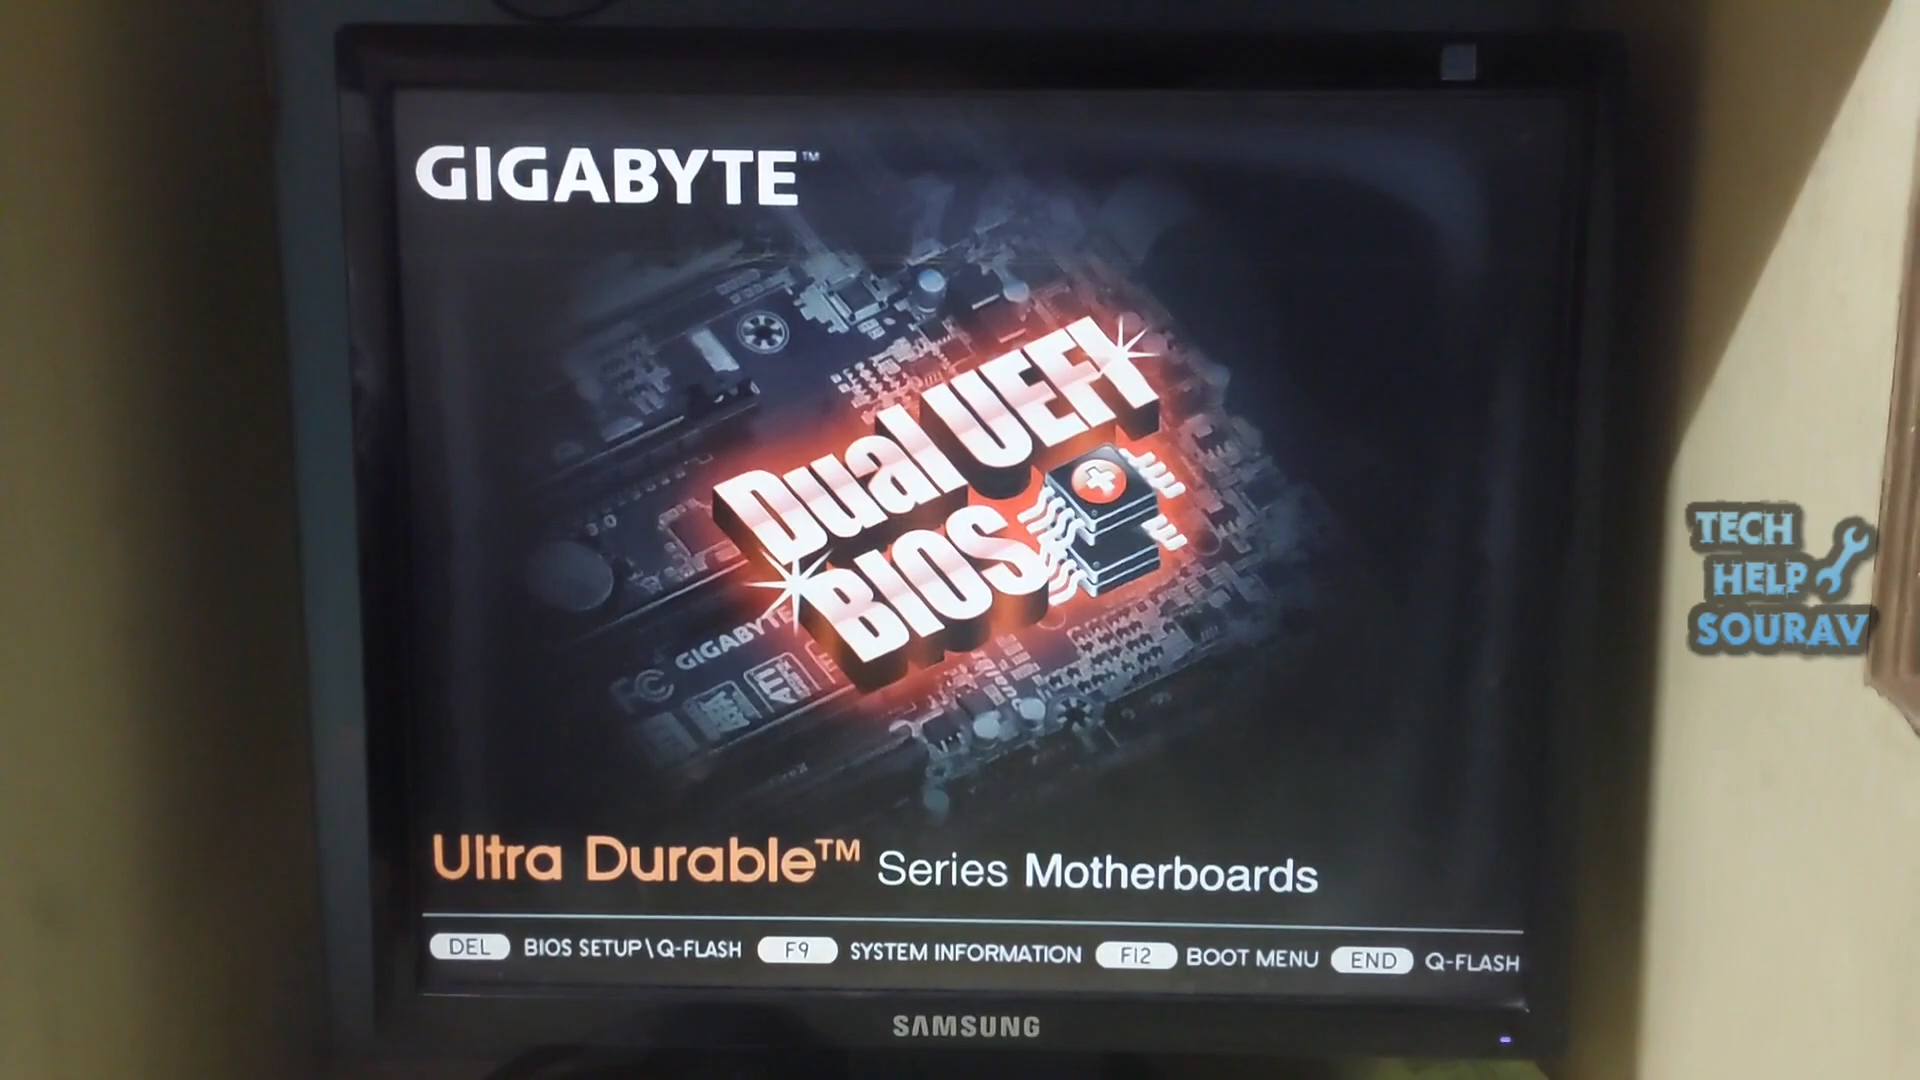 GIGABYTE™
Dual UEFI
BIOS
GIGABYTE
FC
Ultra Durable™ Series Motherboards
DEL BIOS SETUP\Q-FLASH F9 SYSTEM INFORMATION F12 BOOT MENU END Q-FLASH
SAMSUNG
TECH
HELP
SOURAV